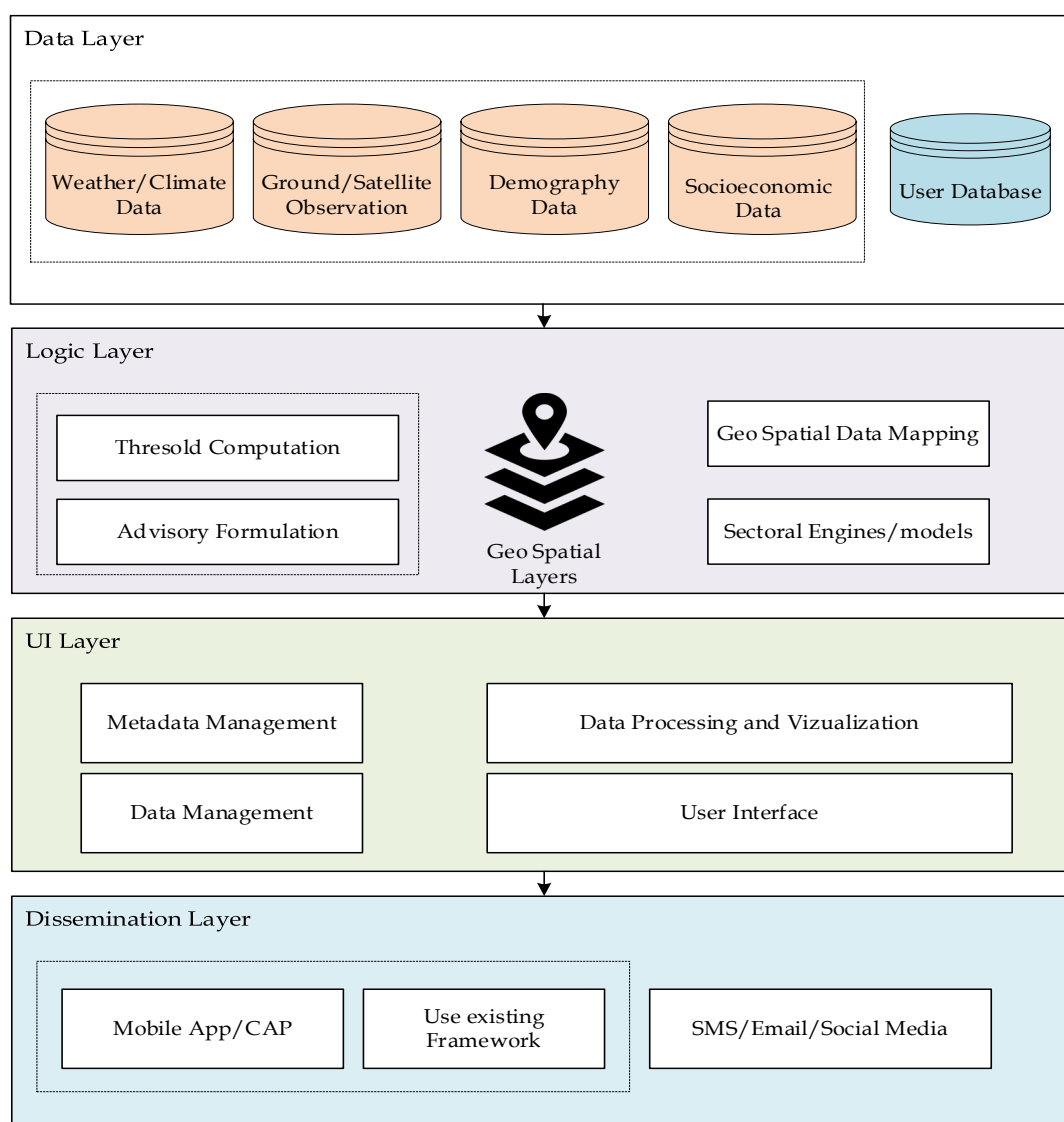 Data Layer
Weather/Climate
Data
Ground/Satellite
Observation
Demography
Data
Socioeconomic
Data
User Database
Logic Layer
Thresold Computation
Advisory Formulation
Geo Spatial
Layers
Geo Spatial Data Mapping
Sectoral Engines/models
UI Layer
Metadata Management
Data Processing and Vizualization
Data Management
User Interface
Dissemination Layer
Mobile App/CAP
Use existing
Framework
SMS/Email/Social Media